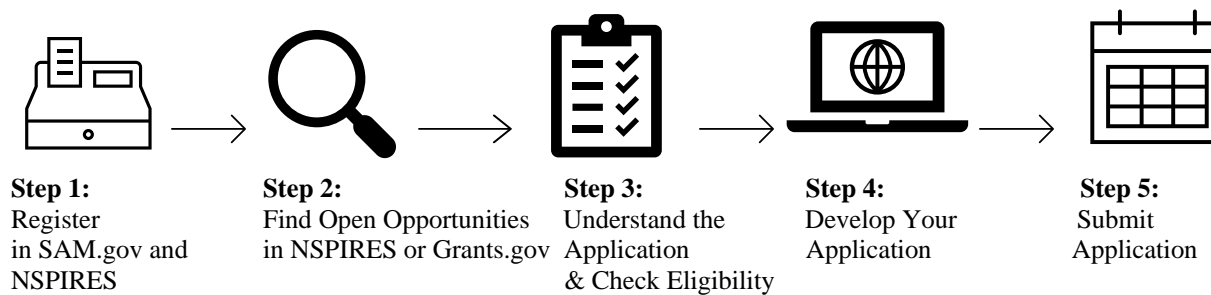 Step 1:
Register
in SAM.gov and
NSPIRES
Step 2:
Find Open Opportunities
in NSPIRES or Grants.gov
Step 3:
Understand the
Application
& Check Eligibility
Step 4:
Develop Your
Application
Step 5:
Submit
Application